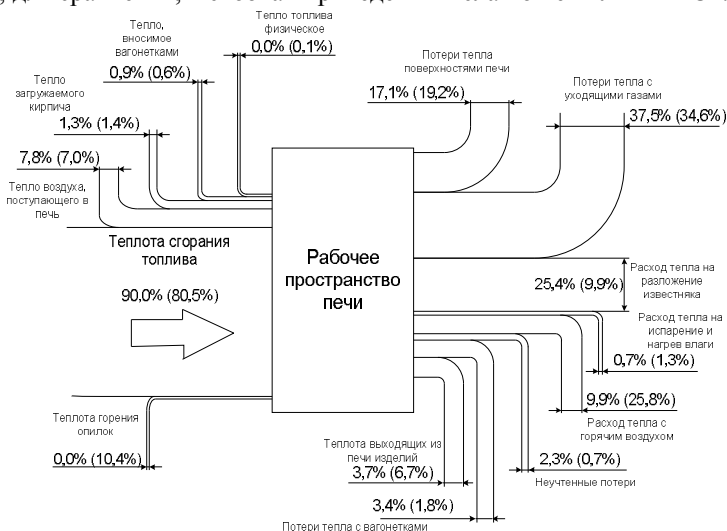 Тепло топлива
физическое
0,0% (0,1%)
Тепло,
вносимое
вагонетками
0,9% (0,6%)
Потери тепла
поверхностями печи
17,1% (19,2%)
Потери тепла с
уходящими газами
37,5% (34,6%)
Тепло
загружаемого
кирпича
1,3% (1,4%)
7,8% (7,0%)
Тепло воздуха,
поступающего в
печь
Теплота сгорания
топлива
90,0% (80,5%)
Рабочее
пространство
печи
25,4% (9,9%)
Расход тепла на
разложение
известняка
Расход тепла на
испарение и
нагрев влаги
0,7% (1,3%)
9,9% (25,8%)
Расход тепла с
горячим воздухом
2,3% (0,7%)
Неучтенные потери
Теплота горения
опилок
0,0% (10,4%)
Теплота выходящих из
печи изделий
3,7% (6,7%)
3,4% (1,8%)
Потери тепла с вагонетками